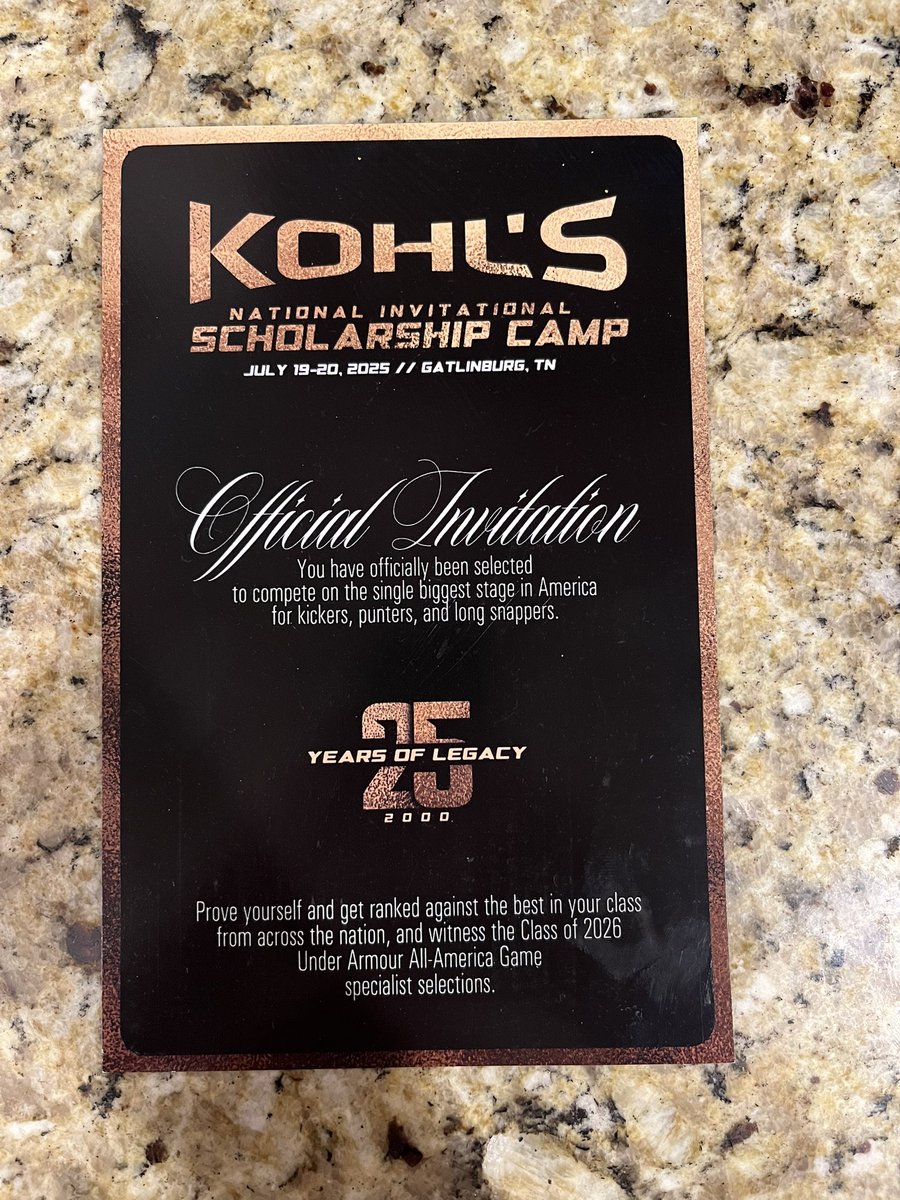 KOHL'S
NATIONAL INVITATIONAL
SCHOLARSHIP CAMP
JULY 19-20, 2025 // GATLINBURG, TN
Official Invitation
You have officially been selected
to compete on the single biggest stage in America
for kickers, punters, and long snappers.
25
YEARS OF LEGACY
2000
Prove yourself and get ranked against the best in your class
from across the nation, and witness the Class of 2026
Under Armour All-America Game
specialist selections.